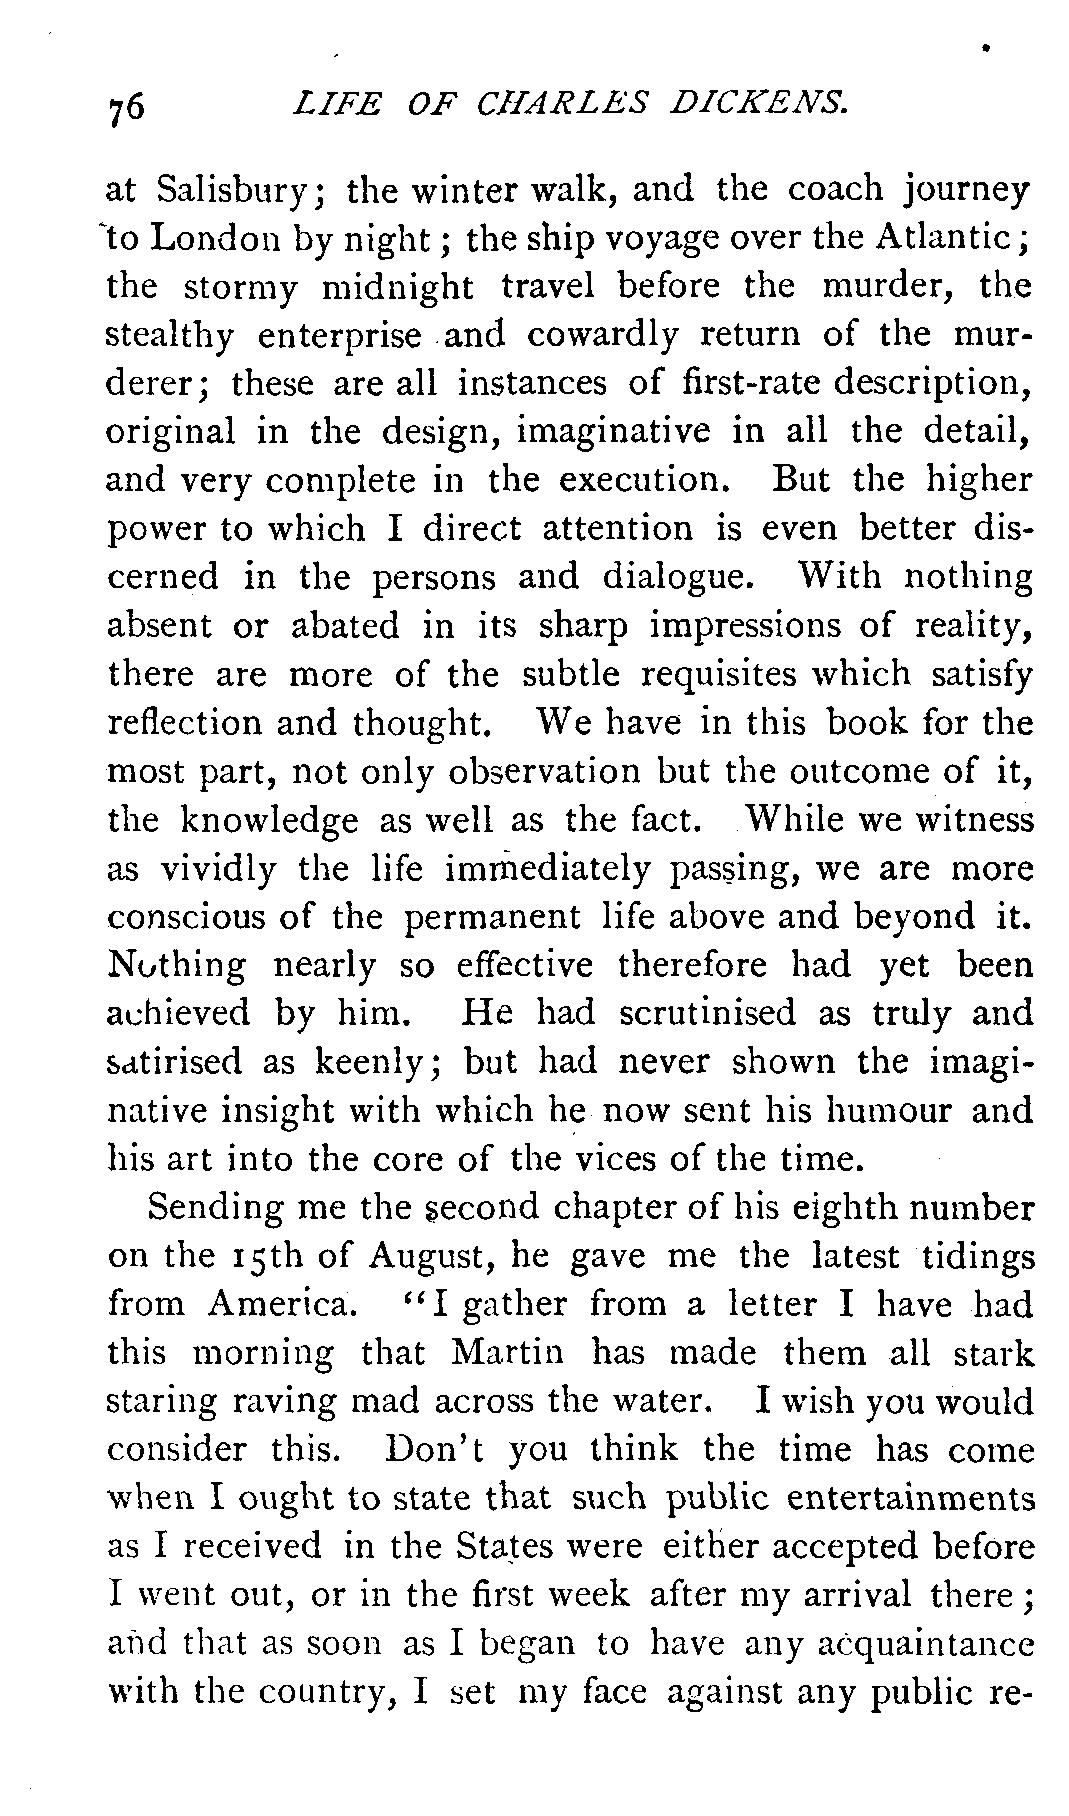 76 LIFE OF CHARLES DICKENS.
at Salisbury; the winter walk, and the coach journey
to London by night; the ship voyage over the Atlantic;
the stormy midnight travel before the murder, the
stealthy enterprise and cowardly return of the mur-
derer; these are all instances of first-rate description,
original in the design, imaginative in all the detail,
and very complete in the execution. But the higher
power to which I direct attention is even better dis-
cerned in the persons and dialogue. With nothing
absent or abated in its sharp impressions of reality,
there are more of the subtle requisites which satisfy
reflection and thought. We have in this book for the
most part, not only observation but the outcome of it,
the knowledge as well as the fact. While we witness
as vividly the life immediately passing, we are more
conscious of the permanent life above and beyond it.
Nothing nearly so effective therefore had yet been
achieved by him. He had scrutinised as truly and
satirised as keenly; but had never shown the imagi-
native insight with which he now sent his humour and
his art into the core of the vices of the time.
Sending me the second chapter of his eighth number
on the 15th of August, he gave me the latest tidings
from America. "I gather from a letter I have had
this morning that Martin has made them all stark
staring raving mad across the water. I wish you would
consider this. Don't you think the time has come
when I ought to state that such public entertainments
as I received in the States were either accepted before
I went out, or in the first week after my arrival there;
and that as soon as I began to have any acquaintance
with the country, I set my face against any public re-